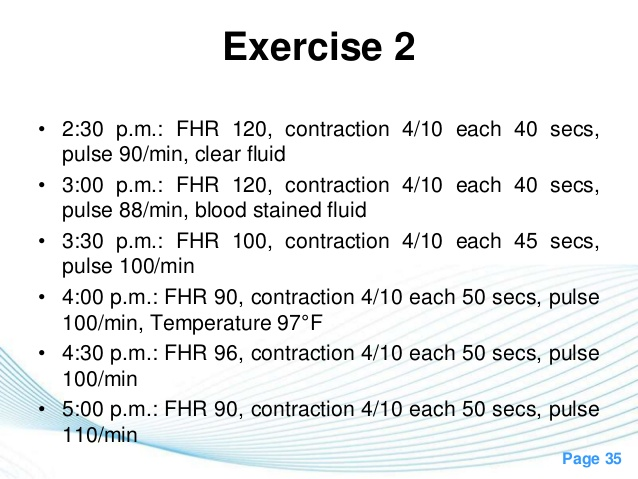 Exercise 2
• 2:30 p.m.: FHR 120, contraction 4/10 each 40 secs,
pulse 90/min, clear fluid
• 3:00 p.m.: FHR 120, contraction 4/10 each 40 secs,
pulse 88/min, blood stained fluid
• 3:30 p.m.: FHR 100, contraction 4/10 each 45 secs,
pulse 100/min
• 4:00 p.m.: FHR 90, contraction 4/10 each 50 secs, pulse
100/min, Temperature 97°F
• 4:30 p.m.: FHR 96, contraction 4/10 each 50 secs, pulse
100/min
• 5:00 p.m.: FHR 90, contraction 4/10 each 50 secs, pulse
110/min
Page 35